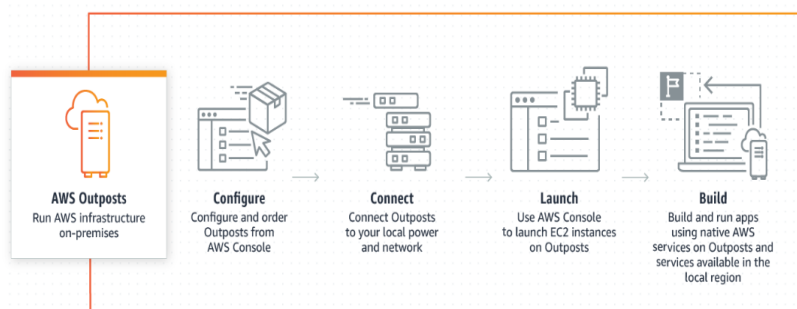 AWS Outposts
Run AWS infrastructure
on-premises
Configure
Configure and order
Outposts from
AWS Console
Connect
Connect Outposts
to your local power
and network
Launch
Use AWS Console
to launch EC2 instances
on Outposts
Build
Build and run apps
using native AWS
services on Outposts and
services available in the
local region